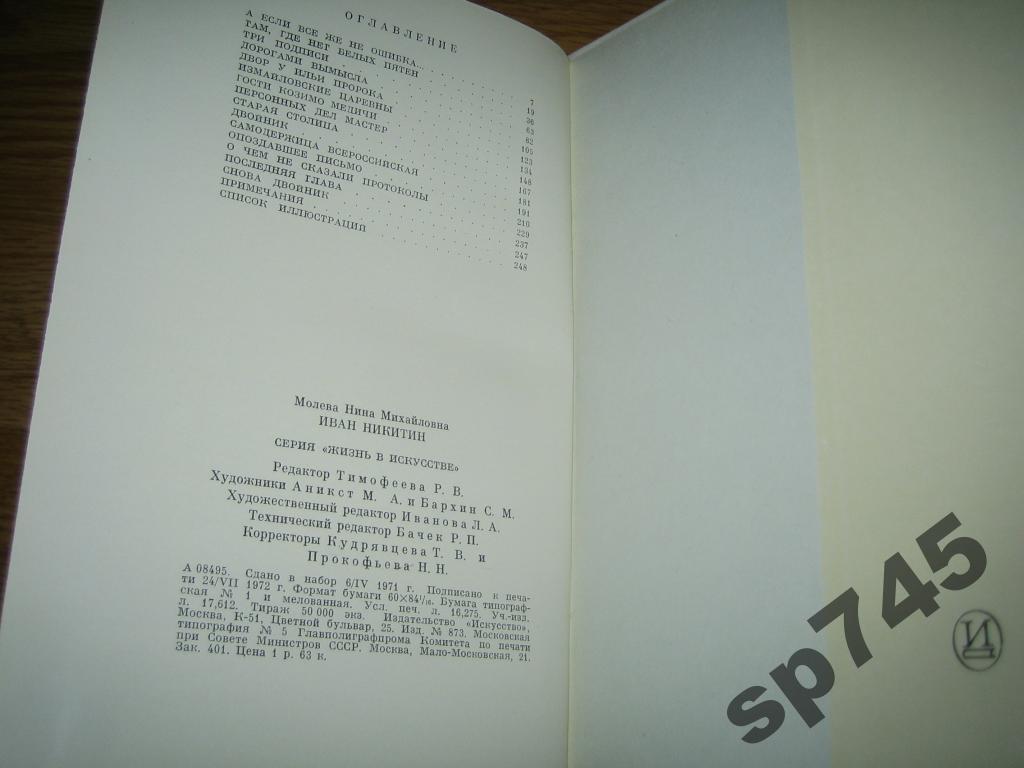 ОГЛАВЛЕНИЕ
А ЕСЛИ ВСЕ ЖЕ НЕ ОШИБКА... 7
ТАМ, ГДЕ НЕТ БЕЛЫХ ПЯТЕН 19
ТРИ ПОДПИСИ 36
ДОРОГАМИ ВЫМЫСЛА 63
ДВОР У ИЛЬИ ПРОРОКА 82
ИЗМАЙЛОВСКИЕ ЦАРЕВНЫ 105
ГОСТИ КОЗИМО МЕДИЧИ 123
ПЕРСОННЫХ ДЕЛ МАСТЕР 134
СТАРАЯ СТОЛИЦА 148
ДВОЙНИК 167
САМОДЕРЖИЦА ВСЕРОССИЙСКАЯ 181
ОПОЗДАВШЕЕ ПИСЬМО 191
О ЧЕМ НЕ СКАЗАЛИ ПРОТОКОЛЫ 210
ПОСЛЕДНЯЯ ГЛАВА 229
СНОВА ДВОЙНИК 237
ПРИМЕЧАНИЯ 247
СПИСОК ИЛЛЮСТРАЦИЙ 248
Молева Нина Михайловна
ИВАН НИКИТИН
СЕРИЯ «ЖИЗНЬ В ИСКУССТВЕ»
Редактор Тимофеева Р. В.
Художники Аникст М. А. и Бархин С. М.
Художественный редактор Иванова Л. А.
Технический редактор Бачек Р. П.
Корректоры Кудрявцева Т. В. и
Прокофьева Н. Н.
А 08495. Сдано в набор 6/IV 1971 г. Подписано к печа-
ти 24/VII 1972 г. Формат бумаги 60×84¹/₁₆. Бумага типограф-
ская № 1 и мелованная. Усл. печ. л. 16,275. Уч.-изд.
л. 17,612. Тираж 50 000 экз. Издательство «Искусство»,
Москва, К-51, Цветной бульвар, 25. Изд. № 873. Московская
типография № 5 Главполиграфпрома Комитета по печати
при Совете Министров СССР. Москва, Мало-Московская, 21.
Зак. 401. Цена 1 р. 63 к.
sp745